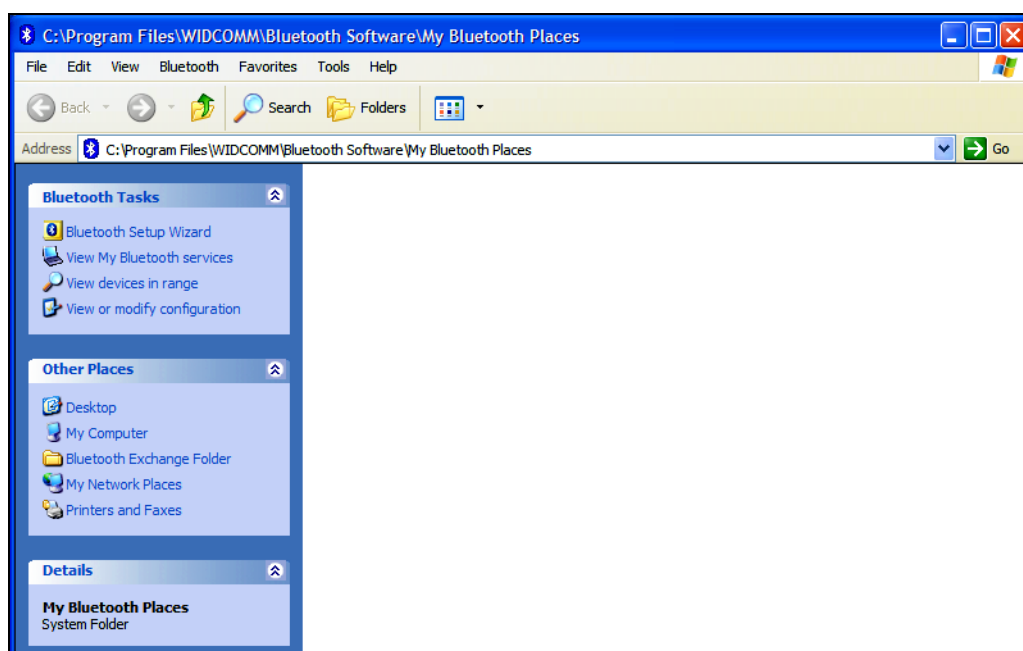 C:\Program Files\WIDCOMM\Bluetooth Software\My Bluetooth Places
File Edit View Bluetooth Favorites Tools Help
Back Search Folders
Address C:\Program Files\WIDCOMM\Bluetooth Software\My Bluetooth Places Go
Bluetooth Tasks
Bluetooth Setup Wizard
View My Bluetooth services
View devices in range
View or modify configuration
Other Places
Desktop
My Computer
Bluetooth Exchange Folder
My Network Places
Printers and Faxes
Details
My Bluetooth Places
System Folder